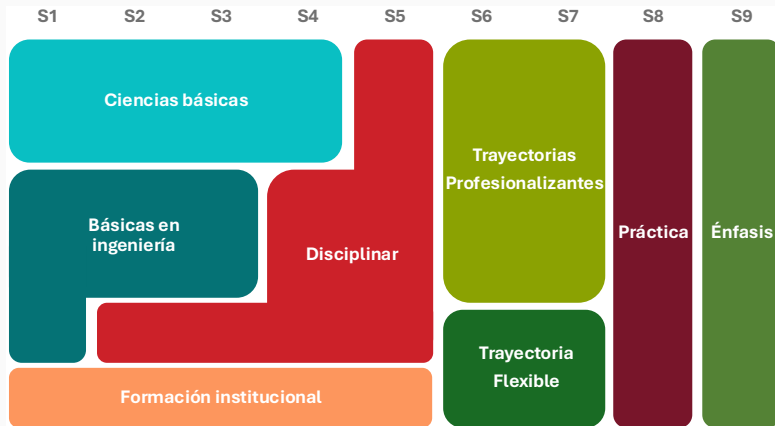 S1 S2 S3 S4 S5 S6 S7 S8 S9
Ciencias básicas
Trayectorias
Profesionalizantes
Básicas en
ingeniería
Disciplinar
Práctica
Énfasis
Trayectoria
Flexible
Formación institucional